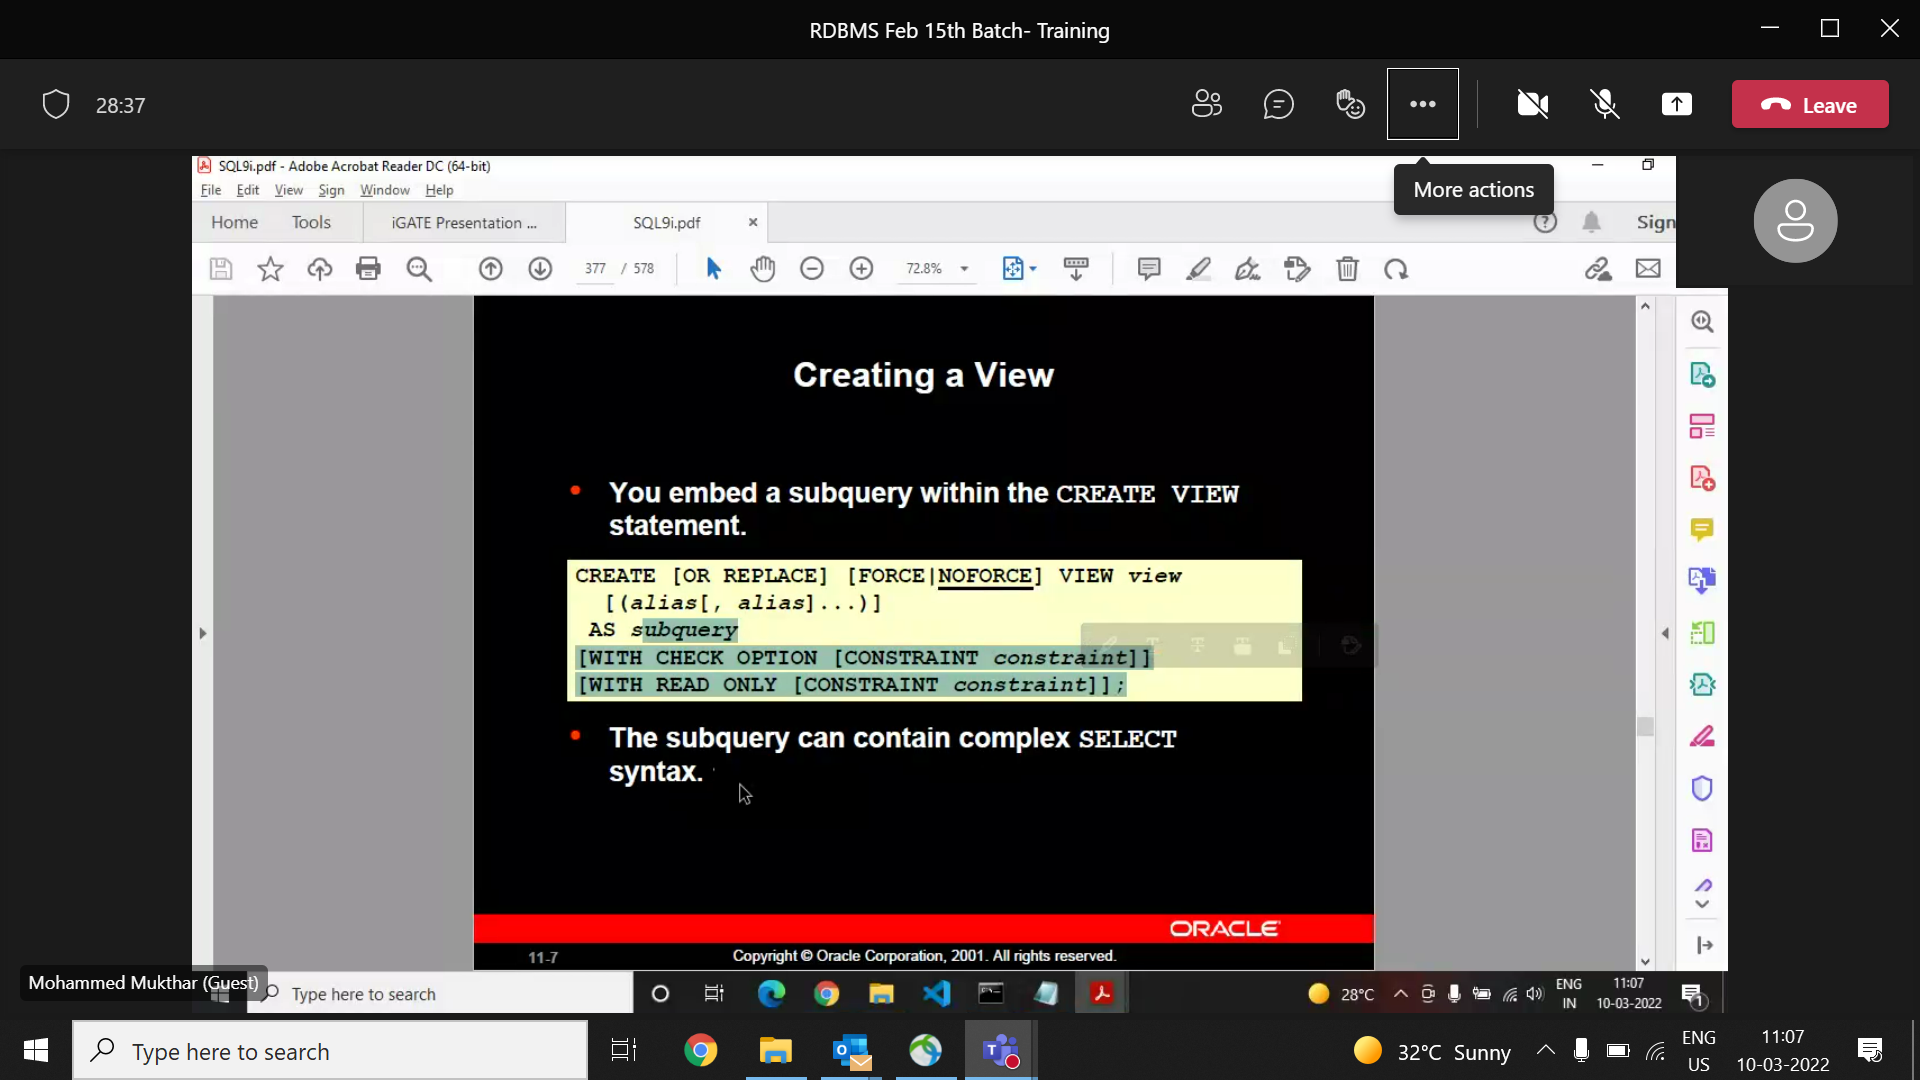 RDBMS Feb 15th Batch- Training
28:37
Leave
More actions
SQL9i.pdf - Adobe Acrobat Reader DC (64-bit)
File Edit View Sign Window Help
Home Tools iGATE Presentation ... SQL9i.pdf
Sign
377 / 578
72.8%
Creating a View
• You embed a subquery within the CREATE VIEW
statement.
CREATE [OR REPLACE] [FORCE|NOFORCE] VIEW view
[(alias[, alias]...)]
AS subquery
[WITH CHECK OPTION [CONSTRAINT constraint]]
[WITH READ ONLY [CONSTRAINT constraint]];
• The subquery can contain complex SELECT
syntax.
ORACLE
11-7
Copyright © Oracle Corporation, 2001. All rights reserved.
Mohammed Mukthar (Guest)
Type here to search
28°C
ENG
IN
11:07
10-03-2022
1
Type here to search
32°C Sunny
ENG
US
11:07
10-03-2022